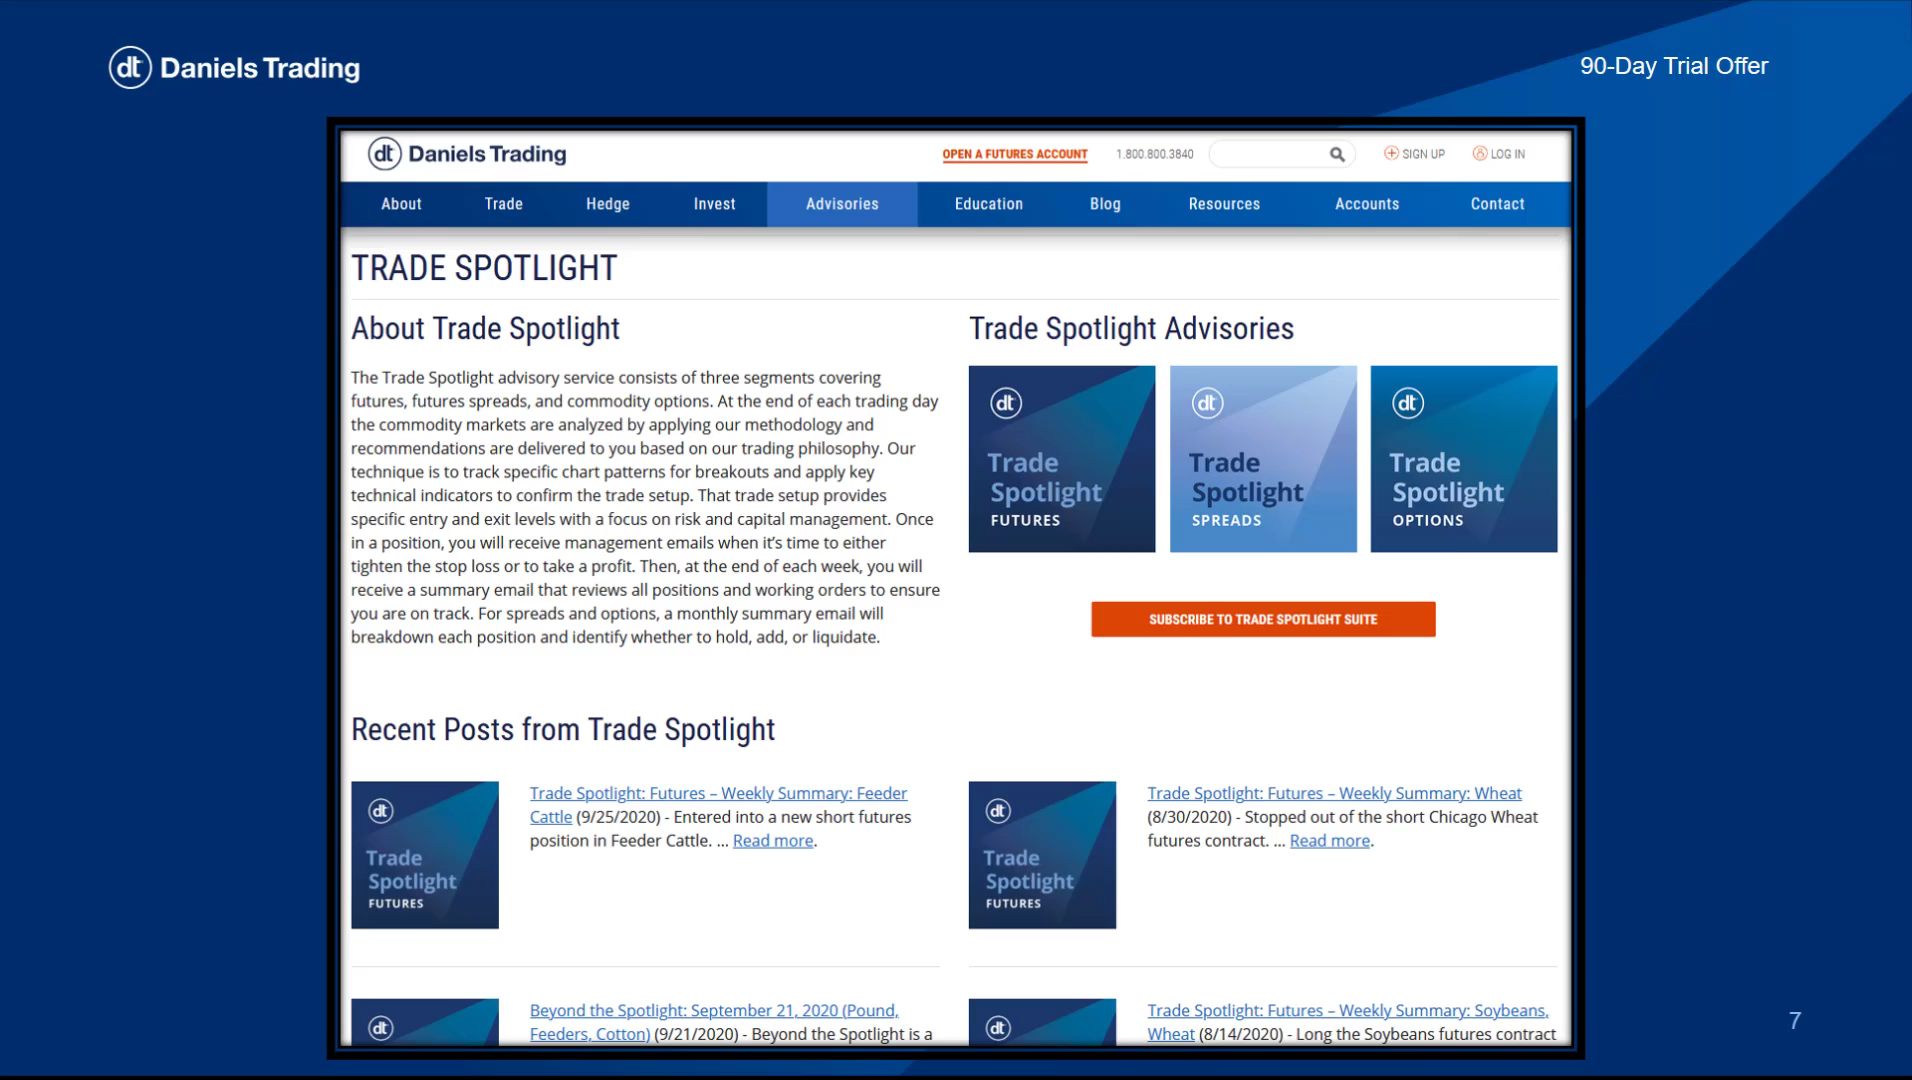 dt Daniels Trading
90-Day Trial Offer
dt Daniels Trading
OPEN A FUTURES ACCOUNT
1.800.800.3840
SIGN UP
LOG IN
About
Trade
Hedge
Invest
Advisories
Education
Blog
Resources
Accounts
Contact
TRADE SPOTLIGHT
About Trade Spotlight
The Trade Spotlight advisory service consists of three segments covering
futures, futures spreads, and commodity options. At the end of each trading day
the commodity markets are analyzed by applying our methodology and
recommendations are delivered to you based on our trading philosophy. Our
technique is to track specific chart patterns for breakouts and apply key
technical indicators to confirm the trade setup. That trade setup provides
specific entry and exit levels with a focus on risk and capital management. Once
in a position, you will receive management emails when it’s time to either
tighten the stop loss or to take a profit. Then, at the end of each week, you will
receive a summary email that reviews all positions and working orders to ensure
you are on track. For spreads and options, a monthly summary email will
breakdown each position and identify whether to hold, add, or liquidate.
Trade Spotlight Advisories
dt
Trade
Spotlight
FUTURES
dt
Trade
Spotlight
SPREADS
dt
Trade
Spotlight
OPTIONS
SUBSCRIBE TO TRADE SPOTLIGHT SUITE
Recent Posts from Trade Spotlight
dt
Trade
Spotlight
FUTURES
Trade Spotlight: Futures – Weekly Summary: Feeder
Cattle (9/25/2020) - Entered into a new short futures
position in Feeder Cattle. ... Read more.
dt
Trade
Spotlight
FUTURES
Trade Spotlight: Futures – Weekly Summary: Wheat
(8/30/2020) - Stopped out of the short Chicago Wheat
futures contract. ... Read more.
dt
Beyond the Spotlight: September 21, 2020 (Pound,
Feeders, Cotton) (9/21/2020) - Beyond the Spotlight is a
dt
Trade Spotlight: Futures – Weekly Summary: Soybeans,
Wheat (8/14/2020) - Long the Soybeans futures contract
7